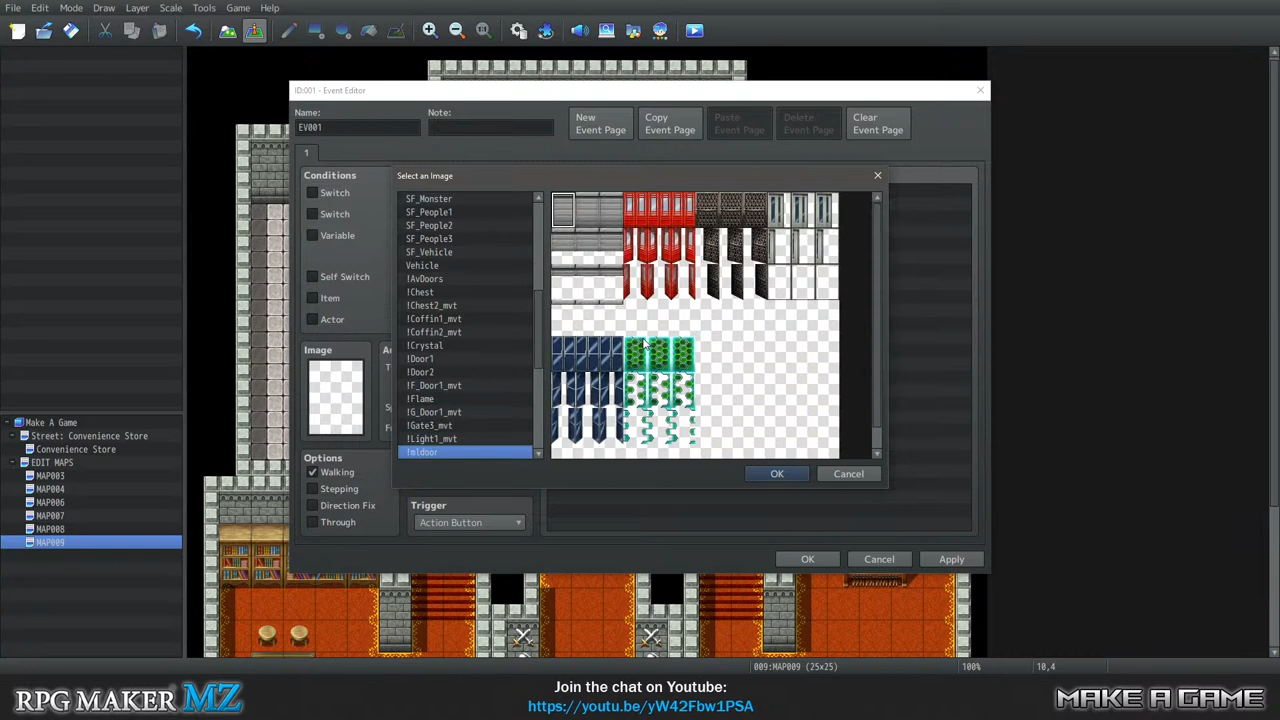 File Edit Mode Draw Layer Scale Tools Game Help
ID:001 - Event Editor
Name:
Note:
EV001
New
Event Page
Copy
Event Page
Paste
Event Page
Delete
Event Page
Clear
Event Page
1
Conditions
Switch
Switch
Variable
Self Switch
Item
Actor
Image
Options
Walking
Stepping
Direction Fix
Through
Trigger
Action Button
OK
Cancel
Apply
Select an Image
SF_Monster
SF_People1
SF_People2
SF_People3
SF_Vehicle
Vehicle
!AvDoors
!Chest
!Chest2_mvt
!Coffin1_mvt
!Coffin2_mvt
!Crystal
!Door1
!Door2
!F_Door1_mvt
!Flame
!G_Door1_mvt
!Gate3_mvt
!Light1_mvt
!mldoor
OK
Cancel
Make A Game
Street: Convenience Store
Convenience Store
EDIT MAPS
MAP003
MAP004
MAP006
MAP007
MAP008
MAP009
009:MAP009 (25x25)
100%
10,4
RPG MAKER MZ
Join the chat on Youtube:
https://youtu.be/yW42Fbw1PSA
MAKE A GAME